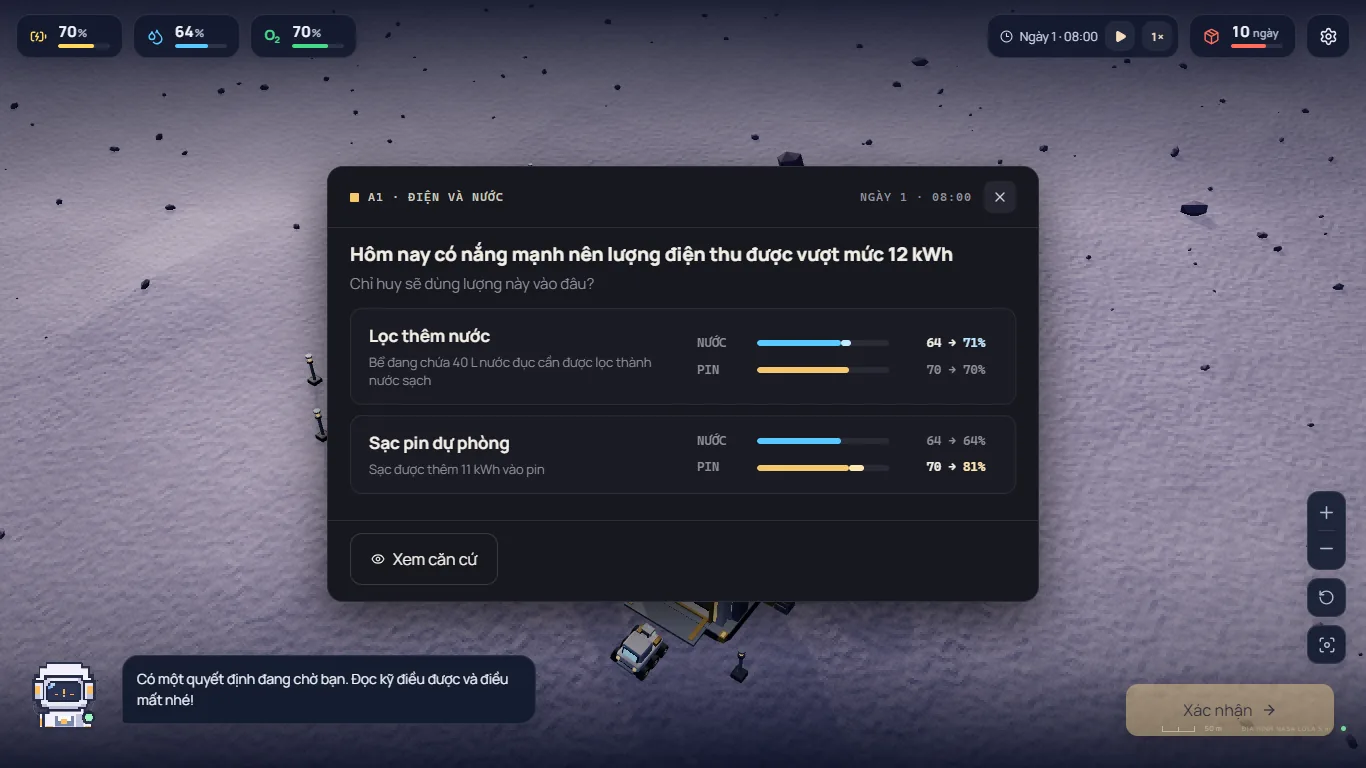 70%
64%
O₂ 70%
Ngày 1 · 08:00
1×
10 ngày
A1 · ĐIỆN VÀ NƯỚC
NGÀY 1 · 08:00
Hôm nay có nắng mạnh nên lượng điện thu được vượt mức 12 kWh
Chỉ huy sẽ dùng lượng này vào đâu?
Lọc thêm nước
Bể đang chứa 40 L nước đục cần được lọc thành
nước sạch
NƯỚC 64 → 71%
PIN 70 → 70%
Sạc pin dự phòng
Sạc được thêm 11 kWh vào pin
NƯỚC 64 → 64%
PIN 70 → 81%
Xem căn cứ
Có một quyết định đang chờ bạn. Đọc kỹ điều được và điều
mất nhé!
Xác nhận →
50 m